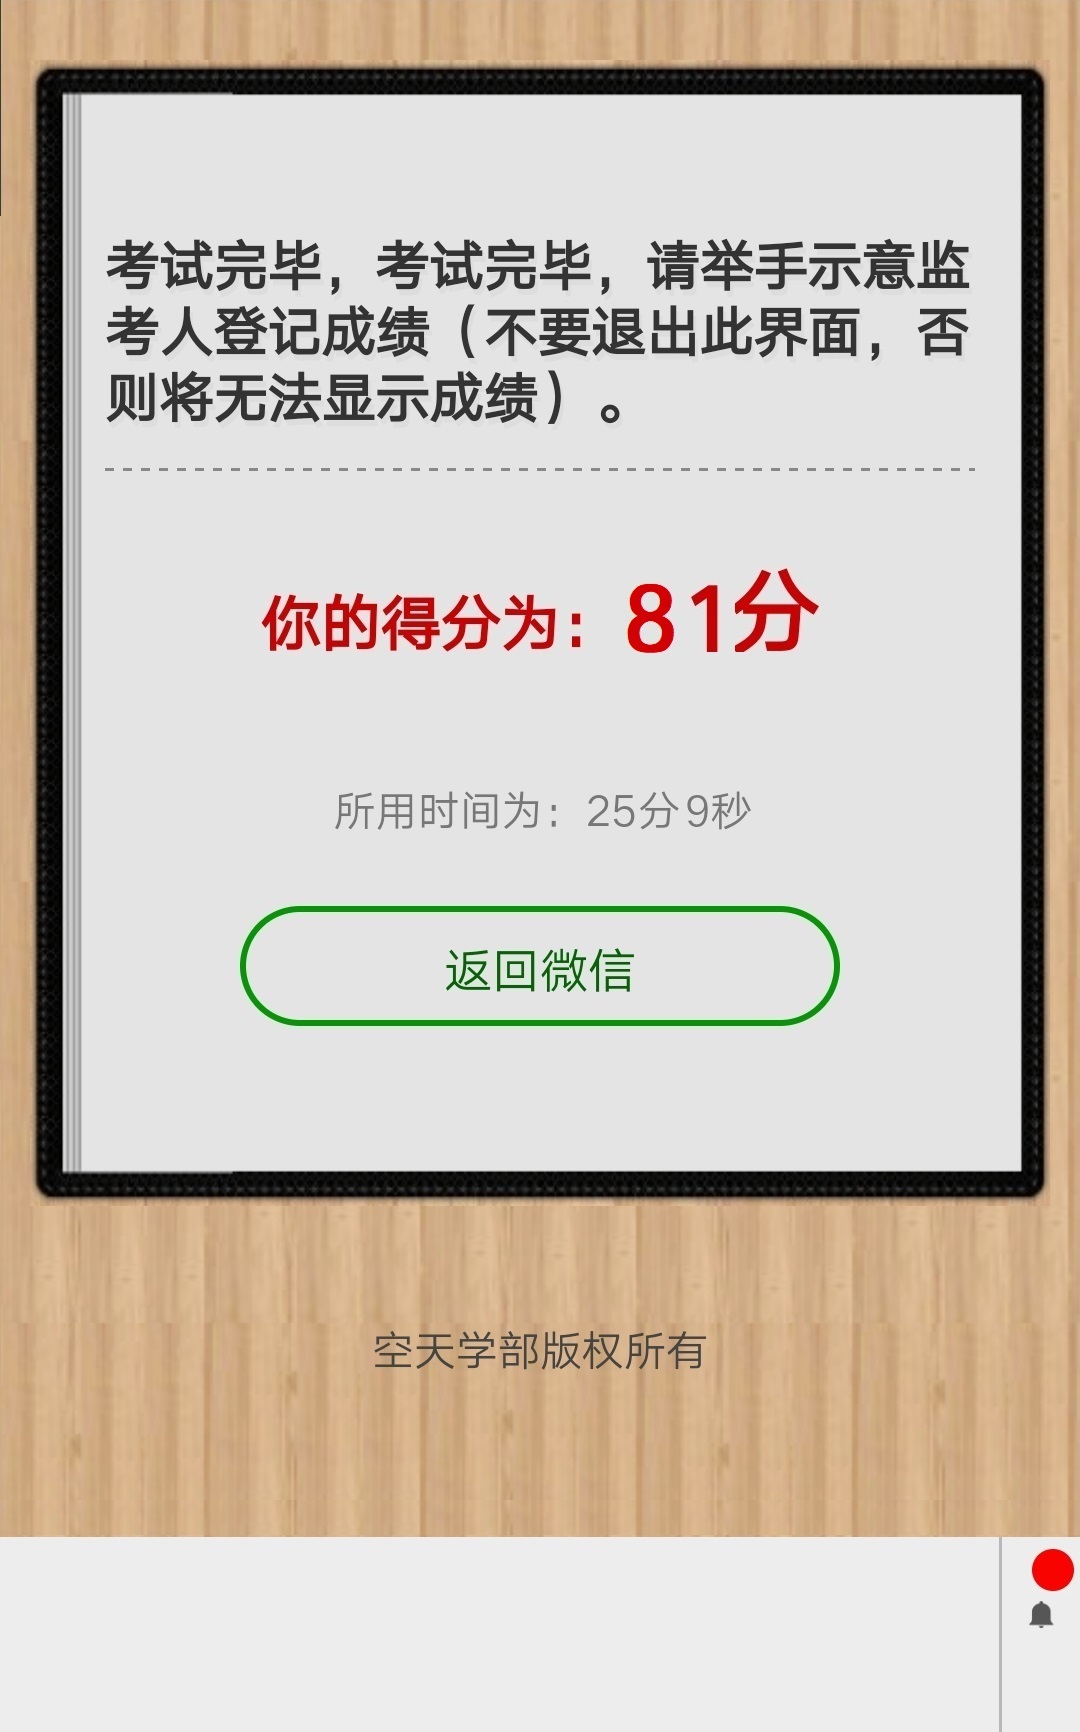 考试完毕，考试完毕，请举手示意监
考人登记成绩（不要退出此界面，否
则将无法显示成绩）。
你的得分为：81分
所用时间为：25分9秒
返回微信
空天学部版权所有